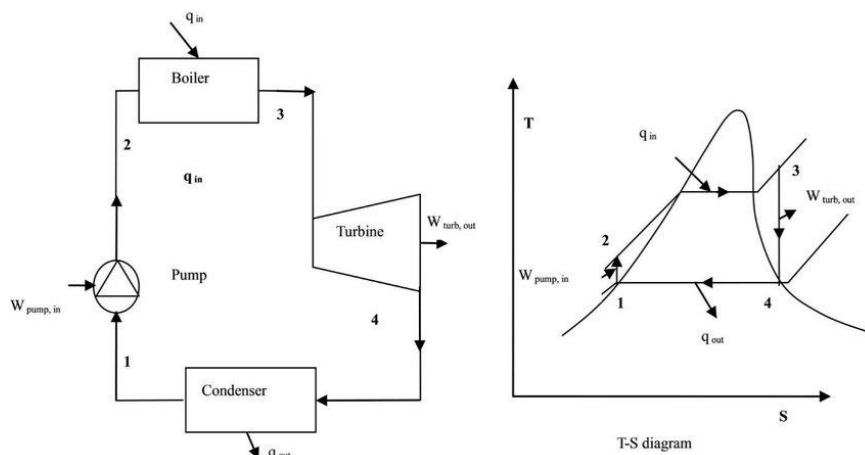 q in
Boiler
3
2
q in
Turbine
W turb, out
Pump
W pump, in
4
1
Condenser
q out
T
q in
3
W turb, out
2
W pump, in
1
4
q out
S
T-S diagram